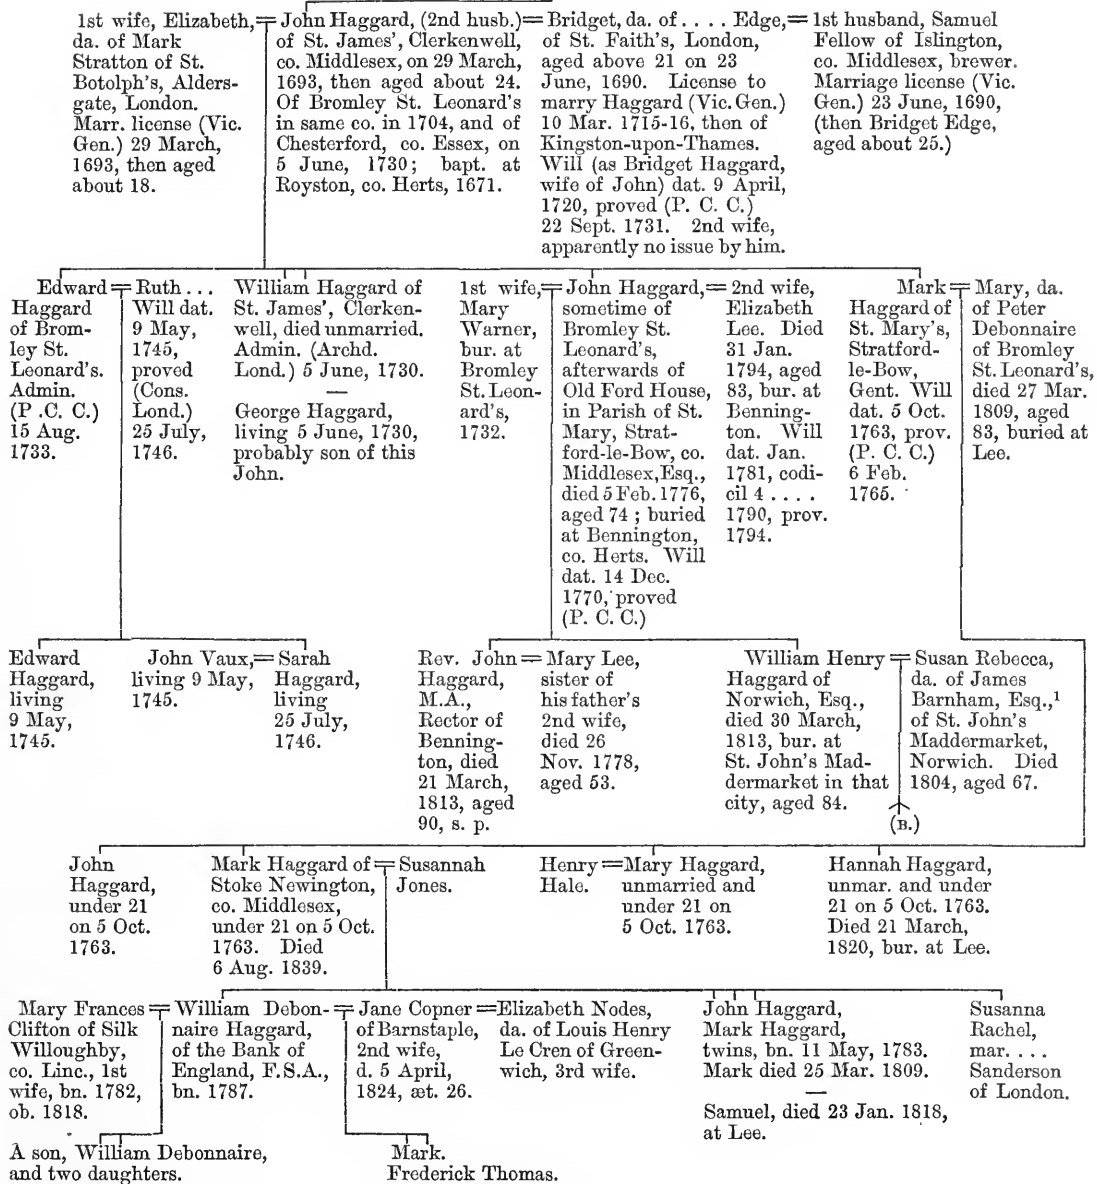 1st wife, Elizabeth,
da. of Mark
Stratton of St.
Botolph's, Alders-
gate, London.
Marr. license (Vic.
Gen.) 29 March,
1693, then aged
about 18.
John Haggard, (2nd husb.)
of St. James', Clerkenwell,
co. Middlesex, on 29 March,
1693, then aged about 24.
Of Bromley St. Leonard's
in same co. in 1704, and of
Chesterford, co. Essex, on
5 June, 1730; bapt. at
Royston, co. Herts, 1671.
Bridget, da. of .... Edge,
of St. Faith's, London,
aged above 21 on 23
June, 1690. License to
marry Haggard (Vic. Gen.)
10 Mar. 1715-16, then of
Kingston-upon-Thames.
Will (as Bridget Haggard,
wife of John) dat. 9 April,
1720, proved (P. C. C.)
22 Sept. 1731. 2nd wife,
apparently no issue by him.
1st husband, Samuel
Fellow of Islington,
co. Middlesex, brewer.
Marriage license (Vic.
Gen.) 23 June, 1690,
(then Bridget Edge,
aged about 25.)
Edward
Haggard
of Brom-
ley St.
Leonard's.
Admin.
(P .C. C.)
15 Aug.
1733.
Ruth ...
Will dat.
9 May,
1745,
proved
(Cons.
Lond.)
25 July,
1746.
William Haggard of
St. James', Clerken-
well, died unmarried.
Admin. (Archd.
Lond.) 5 June, 1730.
—
George Haggard,
living 5 June, 1730,
probably son of this
John.
1st wife,
Mary
Warner,
bur. at
Bromley
St. Leon-
ard's,
1732.
John Haggard,
sometime of
Bromley St.
Leonard's,
afterwards of
Old Ford House,
in Parish of St.
Mary, Strat-
ford-le-Bow, co.
Middlesex, Esq.,
died 5 Feb. 1776,
aged 74; buried
at Bennington,
co. Herts. Will
dat. 14 Dec.
1770, proved
(P. C. C.)
2nd wife,
Elizabeth
Lee. Died
31 Jan.
1794, aged
83, bur. at
Benning-
ton. Will
dat. Jan.
1781, codi-
cil 4 ....
1790, prov.
1794.
Mark
Haggard of
St. Mary's,
Stratford-
le-Bow,
Gent. Will
dat. 5 Oct.
1763, prov.
(P. C. C.)
6 Feb.
1765.
Mary, da.
of Peter
Debonnaire
of Bromley
St. Leonard's,
died 27 Mar.
1809, aged
83, buried at
Lee.
Edward
Haggard,
living
9 May,
1745.
John Vaux,
living 9 May,
1745.
Sarah
Haggard,
living
25 July,
1746.
Rev. John
Haggard,
M.A.,
Rector of
Benning-
ton, died
21 March,
1813, aged
90, s. p.
Mary Lee,
sister of
his father's
2nd wife,
died 26
Nov. 1778,
aged 53.
William Henry
Haggard of
Norwich, Esq.,
died 30 March,
1813, bur. at
St. John's Mad-
dermarket in that
city, aged 84.
Susan Rebecca,
da. of James
Barnham, Esq.,¹
of St. John's
Maddermarket,
Norwich. Died
1804, aged 67.
(B.)
John
Haggard,
under 21
on 5 Oct.
1763.
Mark Haggard of
Stoke Newington,
co. Middlesex,
under 21 on 5 Oct.
1763. Died
6 Aug. 1839.
Susannah
Jones.
Henry
Hale.
Mary Haggard,
unmarried and
under 21 on
5 Oct. 1763.
Hannah Haggard,
unmar. and under
21 on 5 Oct. 1763.
Died 21 March,
1820, bur. at Lee.
Mary Frances
Clifton of Silk
Willoughby,
co. Linc., 1st
wife, bn. 1782,
ob. 1818.
William Debon-
naire Haggard,
of the Bank of
England, F.S.A.,
bn. 1787.
Jane Copner
of Barnstaple,
2nd wife,
d. 5 April,
1824, æt. 26.
Elizabeth Nodes,
da. of Louis Henry
Le Cren of Green-
wich, 3rd wife.
John Haggard,
Mark Haggard,
twins, bn. 11 May, 1783.
Mark died 25 Mar. 1809.
—
Samuel, died 23 Jan. 1818,
at Lee.
Susanna
Rachel,
mar. ....
Sanderson
of London.
A son, William Debonnaire,
and two daughters.
Mark.
Frederick Thomas.